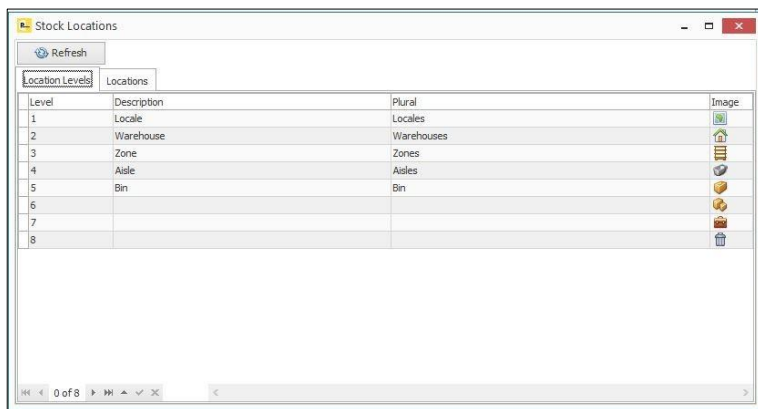 Stock Locations
Refresh
Location Levels Locations
Level Description Plural Image
1 Locale Locales
2 Warehouse Warehouses
3 Zone Zones
4 Aisle Aisles
5 Bin Bin
6
7
8
0 of 8